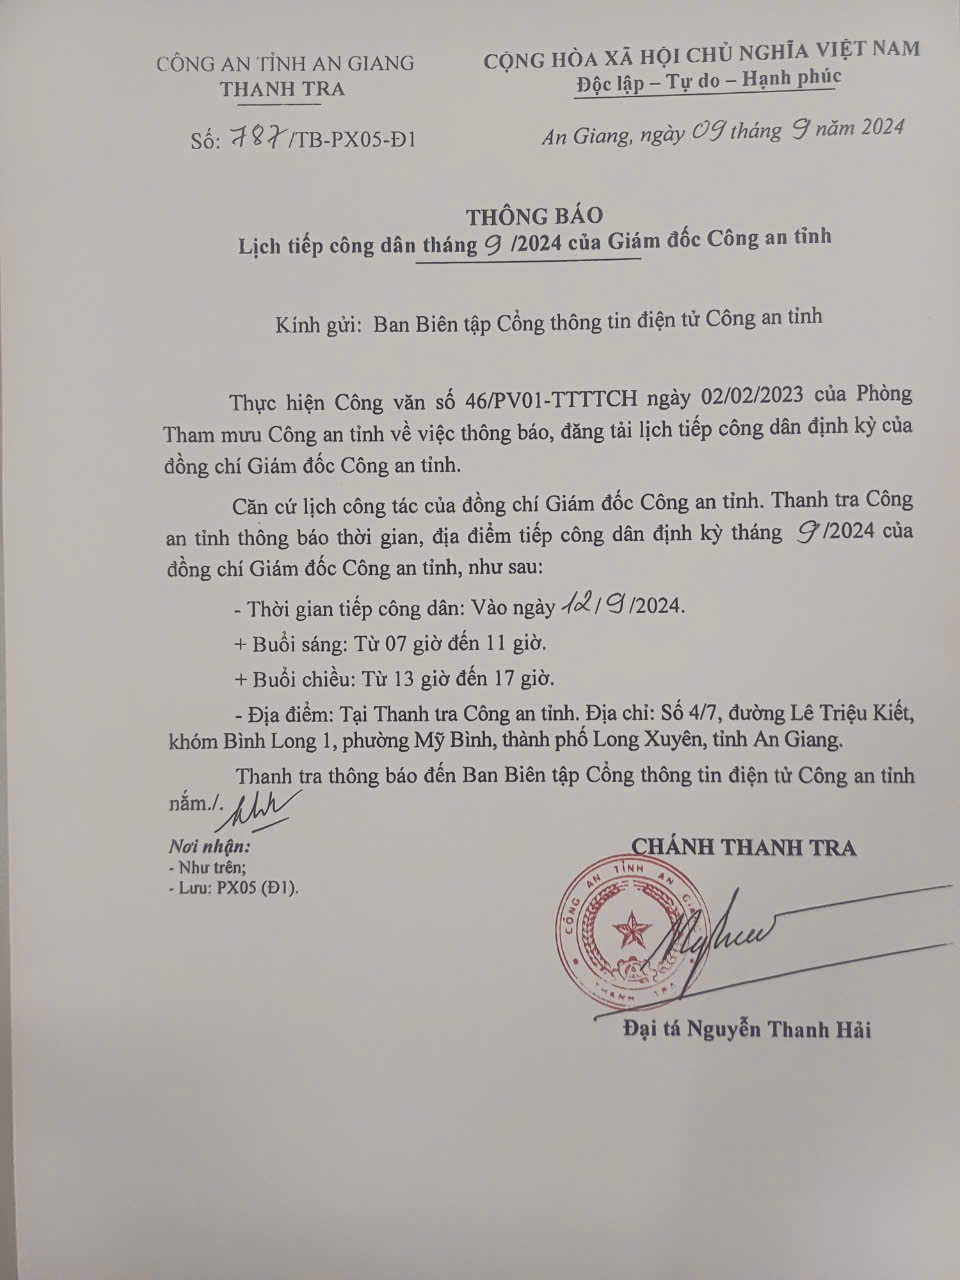 CÔNG AN TỈNH AN GIANG
THANH TRA
Số: 787/TB-PX05-Đ1
CỘNG HÒA XÃ HỘI CHỦ NGHĨA VIỆT NAM
Độc lập – Tự do – Hạnh phúc
An Giang, ngày 09 tháng 9 năm 2024
THÔNG BÁO
Lịch tiếp công dân tháng 9 /2024 của Giám đốc Công an tỉnh
Kính gửi: Ban Biên tập Cổng thông tin điện tử Công an tỉnh
Thực hiện Công văn số 46/PV01-TTTTCH ngày 02/02/2023 của Phòng
Tham mưu Công an tỉnh về việc thông báo, đăng tải lịch tiếp công dân định kỳ của
đồng chí Giám đốc Công an tỉnh.
Căn cứ lịch công tác của đồng chí Giám đốc Công an tỉnh. Thanh tra Công
an tỉnh thông báo thời gian, địa điểm tiếp công dân định kỳ tháng 9/2024 của
đồng chí Giám đốc Công an tỉnh, như sau:
- Thời gian tiếp công dân: Vào ngày 12/9/2024.
+ Buổi sáng: Từ 07 giờ đến 11 giờ.
+ Buổi chiều: Từ 13 giờ đến 17 giờ.
- Địa điểm: Tại Thanh tra Công an tỉnh. Địa chỉ: Số 4/7, đường Lê Triệu Kiết,
khóm Bình Long 1, phường Mỹ Bình, thành phố Long Xuyên, tỉnh An Giang.
Thanh tra thông báo đến Ban Biên tập Cổng thông tin điện tử Công an tỉnh
nắm./.
Nơi nhận:
- Như trên;
- Lưu: PX05 (Đ1).
CHÁNH THANH TRA
CÔNG AN TỈNH AN
THANH TRA
Đại tá Nguyễn Thanh Hải